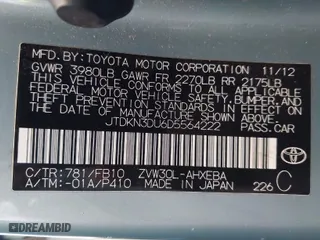 MFD.BY:TOYOTA MOTOR CORPORATION 11/12
GVWR 3980LB GAWR FR 2270LB RR 2175LB
THIS VEHICLE CONFORMS TO ALL APPLICABLE
FEDERAL MOTOR VEHICLE SAFETY, BUMPER, AND
THEFT PREVENTION STANDARDS IN EFFECT ON
THE DATE OF MANUFACTURE SHOWN ABOVE.
JTDKN3DU6D5564222 PASS.CAR
C/TR:781/FB10 ZVW30L-AHXEBA
A/TM:-01A/P410 MADE IN JAPAN 226 C
TOYOTA